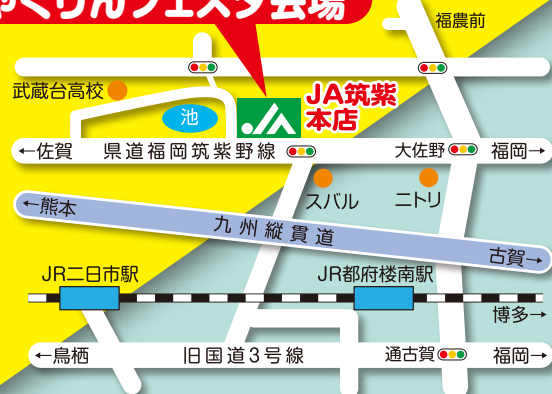 ゃくりんフェスタ会場
福農前
武蔵台高校
池
JA
JA筑紫
本店
←佐賀 県道福岡筑紫野線 大佐野 福岡→
スバル ニトリ
←熊本
九州縦貫道
古賀→
JR二日市駅 JR都府楼南駅
博多→
←鳥栖 旧国道3号線 通古賀 福岡→